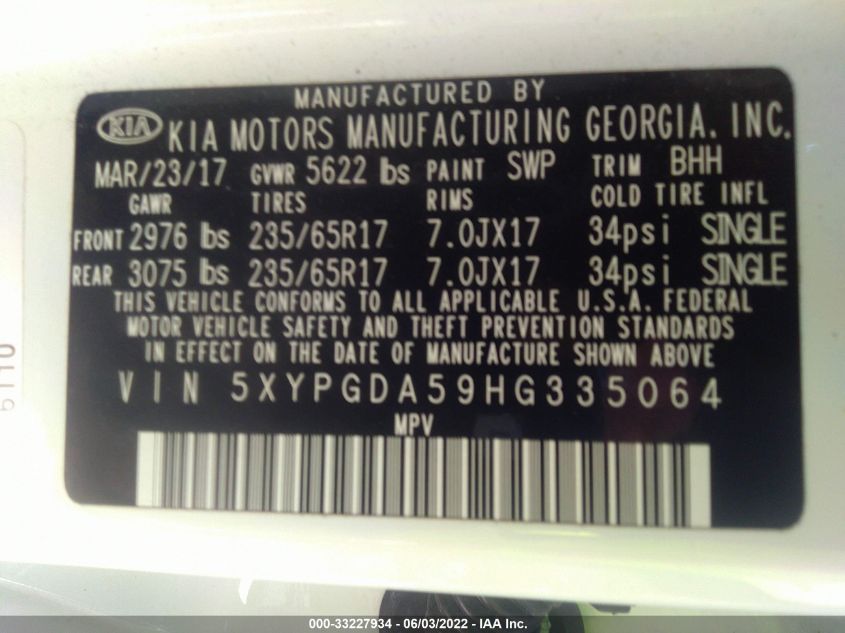 MANUFACTURED BY
KIA KIA MOTORS MANUFACTURING GEORGIA, INC.
MAR/23/17 GVWR 5622 lbs PAINT SWP TRIM BHH
GAWR TIRES RIMS COLD TIRE INFL
FRONT 2976 lbs 235/65R17 7.0JX17 34psi SINGLE
REAR 3075 lbs 235/65R17 7.0JX17 34psi SINGLE
THIS VEHICLE CONFORMS TO ALL APPLICABLE U.S.A. FEDERAL
MOTOR VEHICLE SAFETY AND THEFT PREVENTION STANDARDS
IN EFFECT ON THE DATE OF MANUFACTURE SHOWN ABOVE
VIN 5XYPGDA59HG335064
MPV
000-33227934 - 06/03/2022 - IAA Inc.